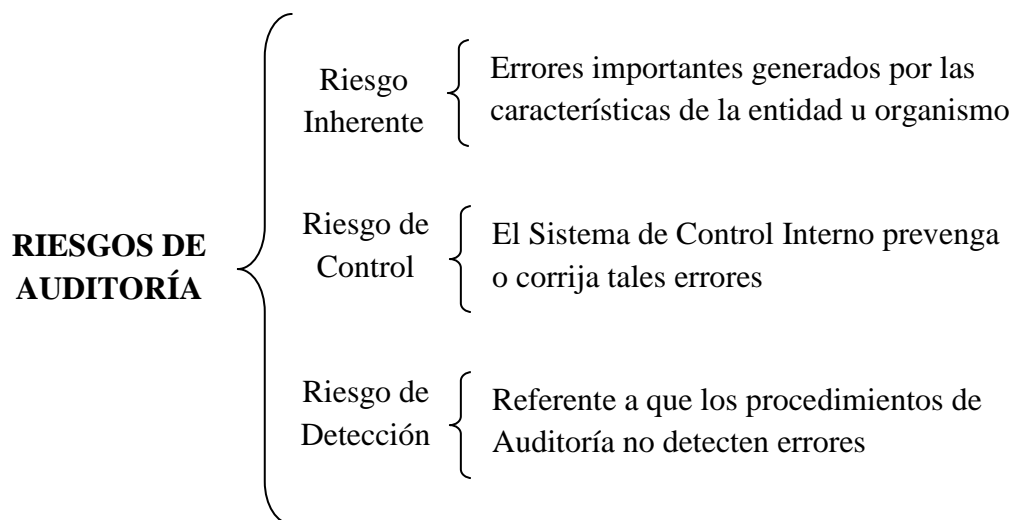 RIESGOS DE
AUDITORÍA
Riesgo
Inherente
Errores importantes generados por las
características de la entidad u organismo
Riesgo de
Control
El Sistema de Control Interno prevenga
o corrija tales errores
Riesgo de
Detección
Referente a que los procedimientos de
Auditoría no detecten errores